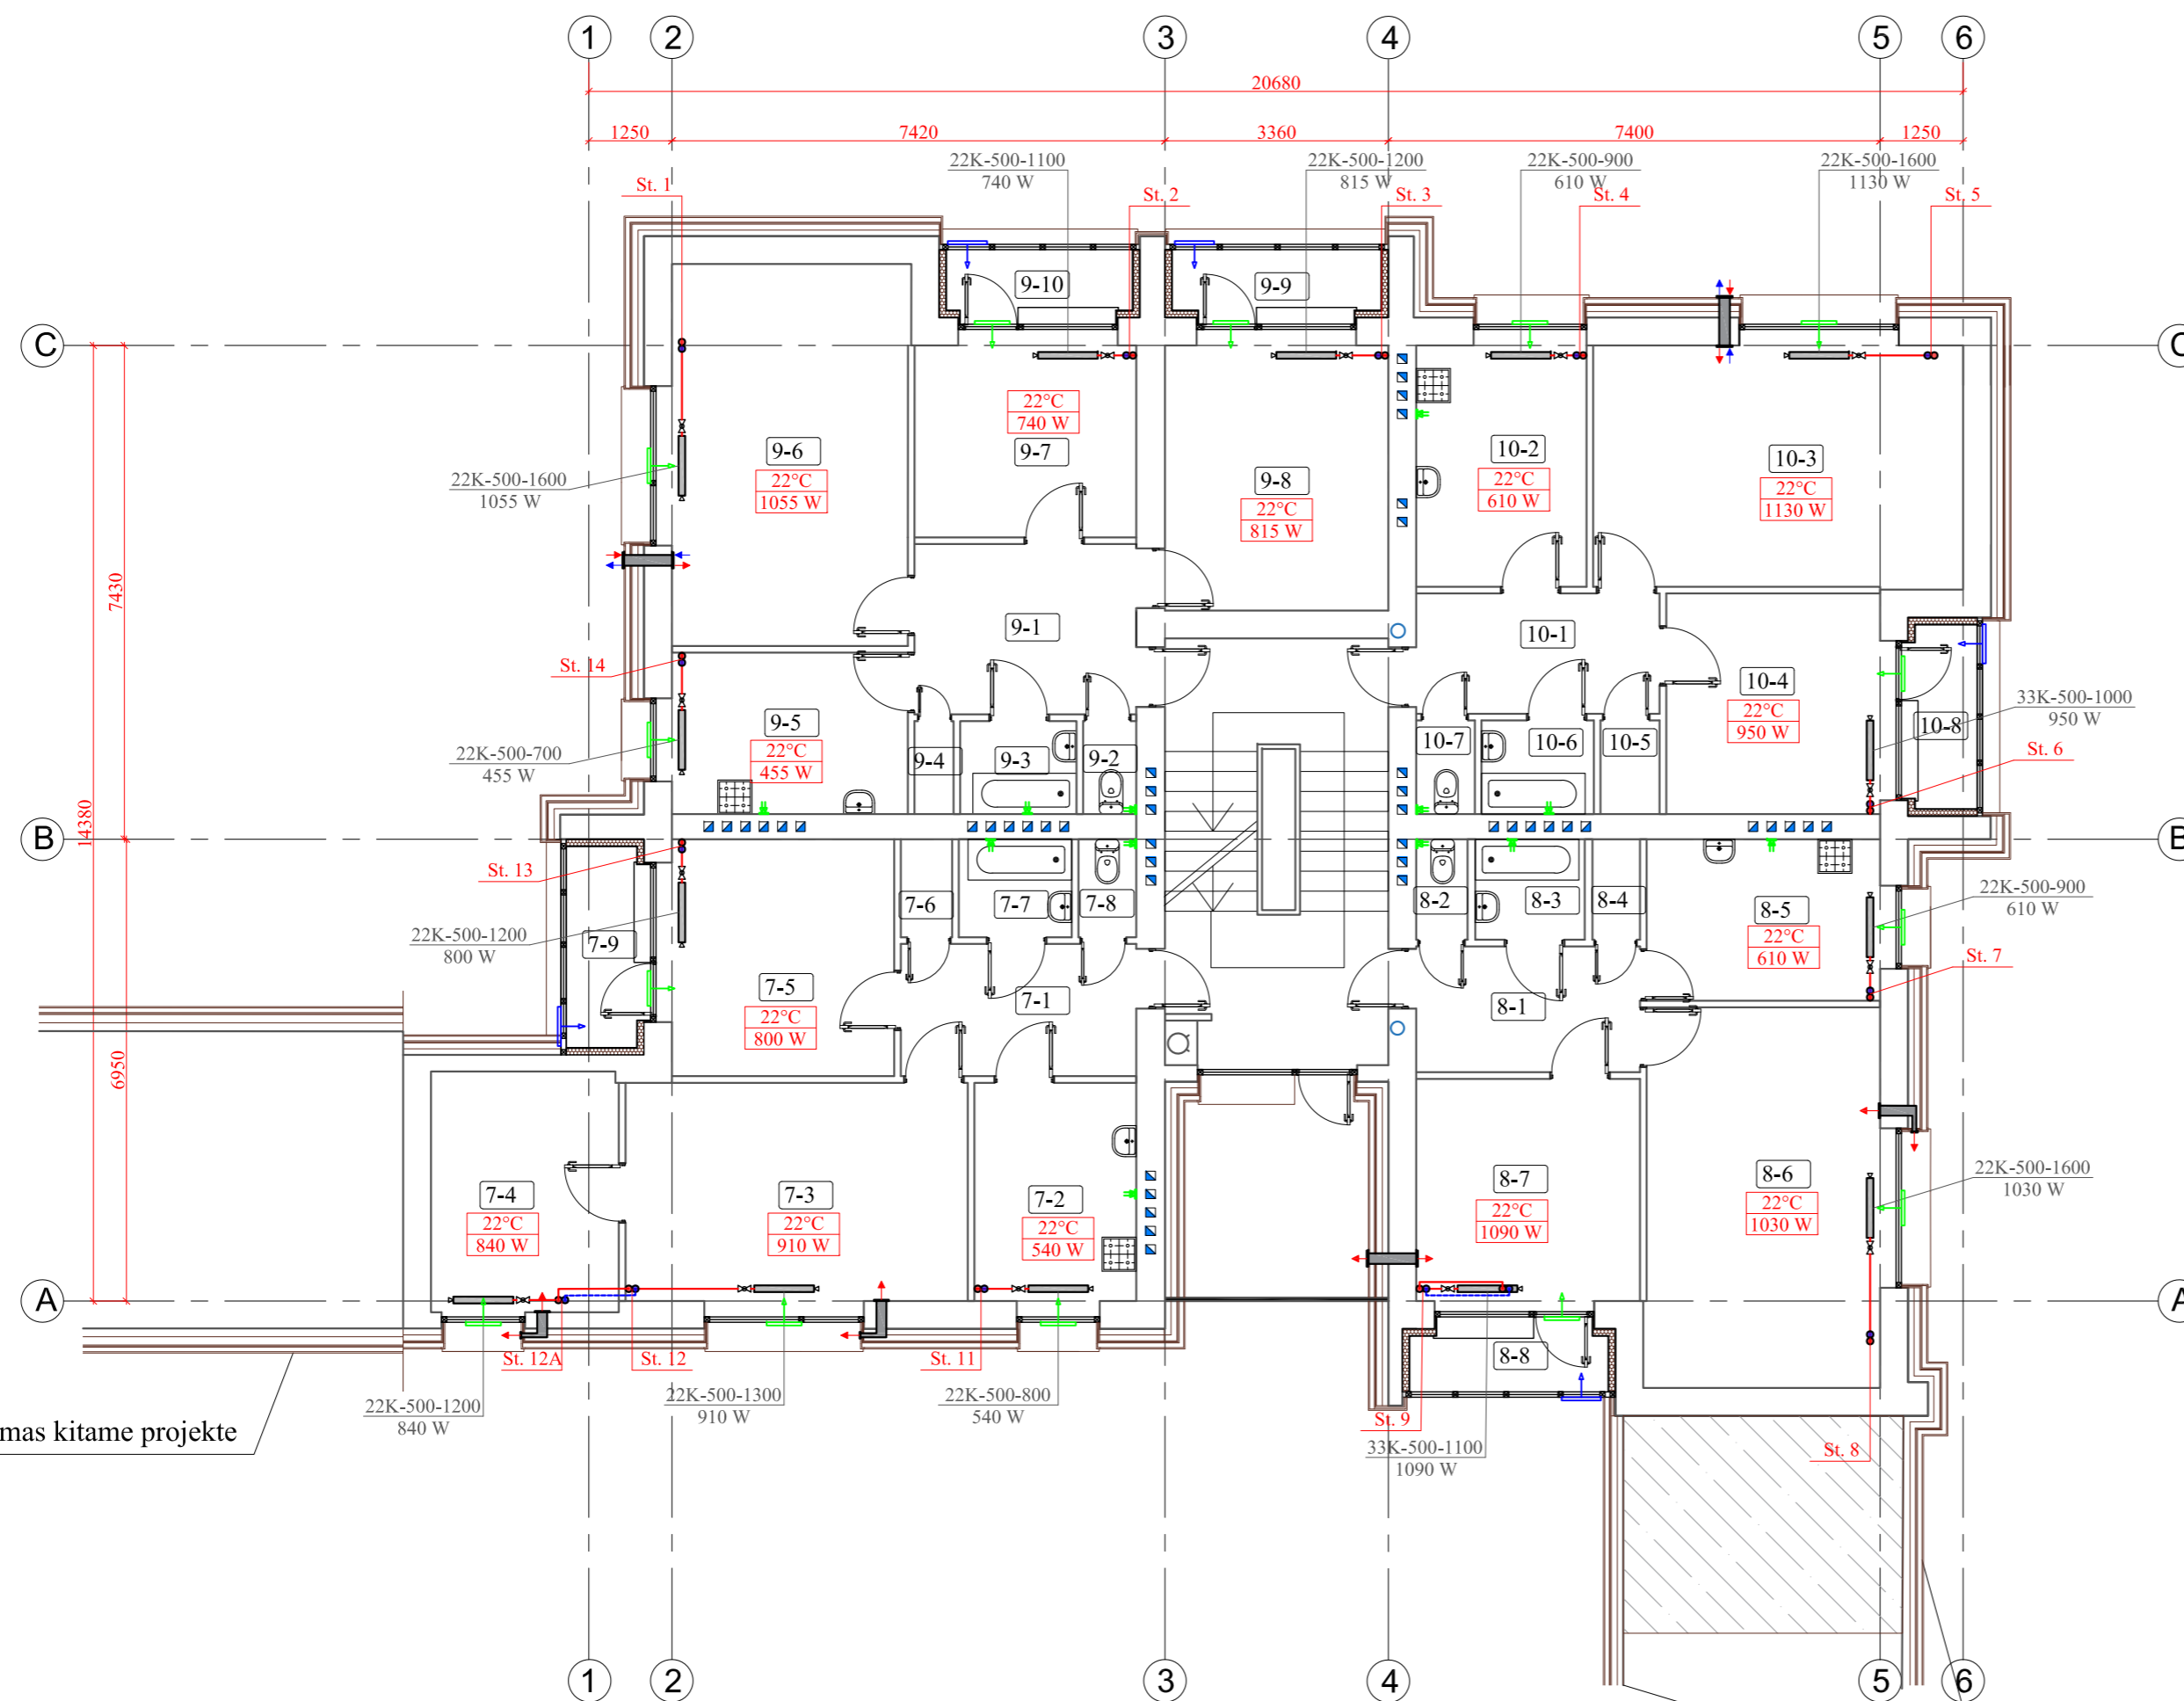 1 2 3 4 5 6
20680
1250 7420 3360 7400 1250
22K-500-1100 22K-500-1200 22K-500-900 22K-500-1600
740 W 815 W 610 W 1130 W
St. 1 St. 2 St. 3 St. 4 St. 5
9-10 9-9
C C
22°C
740 W
9-6 9-7 9-8 10-2 10-3
22°C 22°C 22°C 22°C
1055 W 815 W 610 W 1130 W
22K-500-1600
1055 W
7430
9-1 10-1
St. 14
10-4
22°C
950 W
33K-500-1000
950 W
10-8
St. 6
9-5 9-4 9-3 9-2 10-7 10-6 10-5
22°C
455 W
22K-500-700
455 W
14380
B B
St. 13
22K-500-1200
800 W
7-9 7-6 7-7 7-8 8-2 8-3 8-4 8-5
22°C
610 W
22K-500-900
610 W
St. 7
7-5 7-1 8-1
22°C
800 W
6950
7-4 7-3 7-2 8-7 8-6
22°C 22°C 22°C 22°C 22°C
840 W 910 W 540 W 1090 W 1030 W
22K-500-1600
1030 W
A A
St. 12A St. 12 St. 11 8-8
22K-500-1200 22K-500-1300 22K-500-800
840 W 910 W 540 W
St. 9
33K-500-1100
1090 W
St. 8
mas kitame projekte
1 2 3 4 5 6